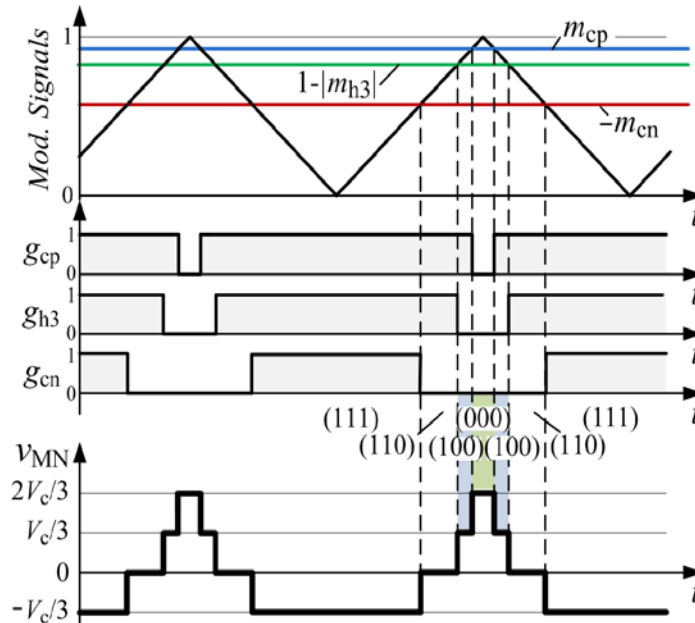 Mod. Signals
1
m_cp
1-|m_h3|
−m_cn
0
t
g_cp
1
0
t
g_h3
1
0
t
g_cn
1
0
t
(111) (000) (111)
(110) (100) (100) (110)
v_MN
2V_c/3
V_c/3
0
t
−V_c/3